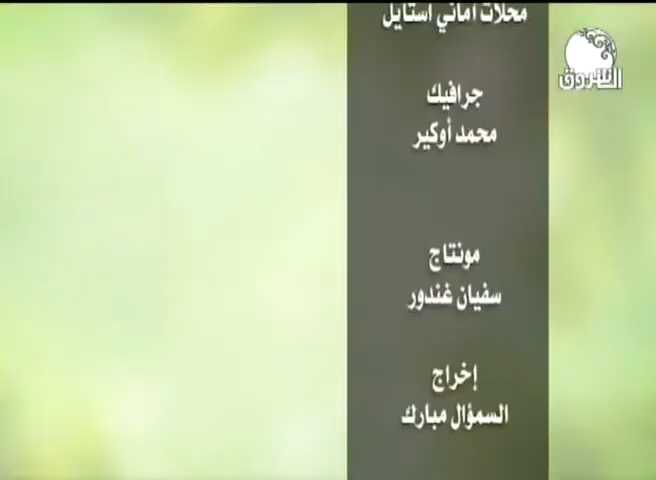 محلات أماني استايل
الشروق
جرافيك
محمد أوكير
مونتاج
سفيان غندور
إخراج
السموأل مبارك